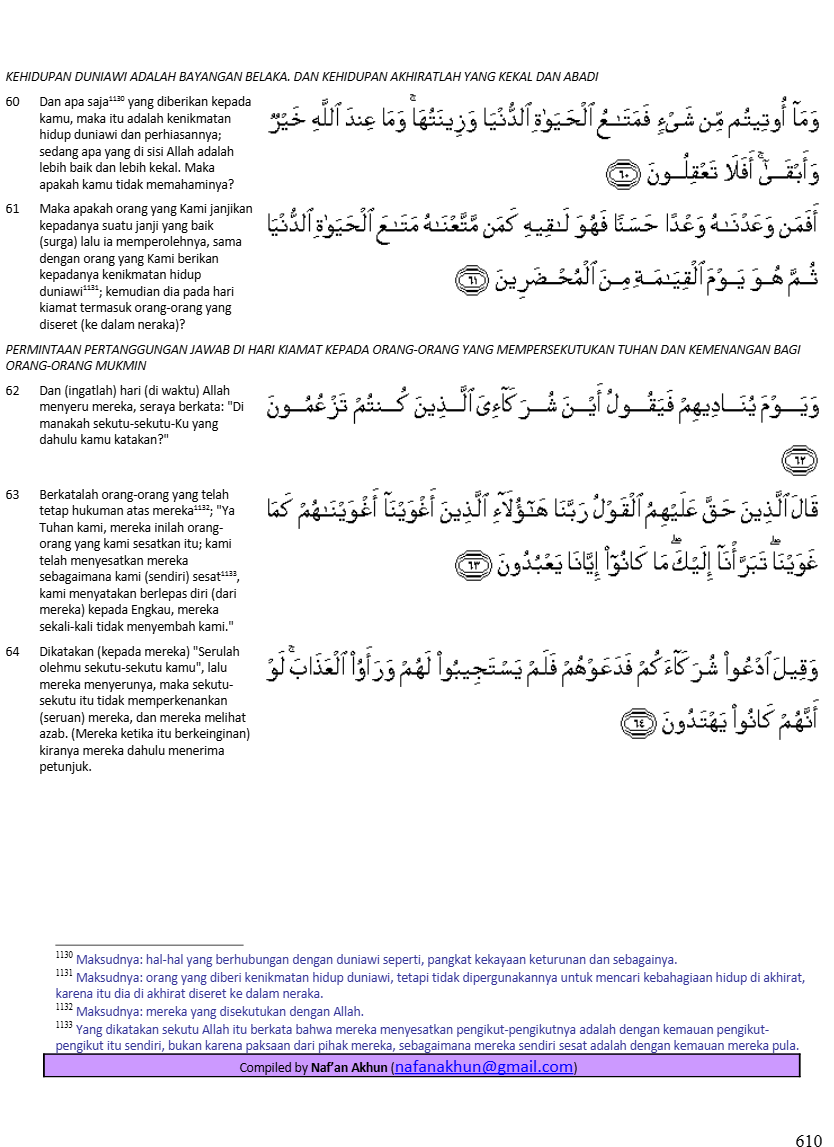 KEHIDUPAN DUNIAWI ADALAH BAYANGAN BELAKA. DAN KEHIDUPAN AKHIRATLAH YANG KEKAL DAN ABADI
60 Dan apa saja¹¹³⁰ yang diberikan kepada
kamu, maka itu adalah kenikmatan
hidup duniawi dan perhiasannya;
sedang apa yang di sisi Allah adalah
lebih baik dan lebih kekal. Maka
apakah kamu tidak memahaminya?
وَمَآ أُوتِيتُم مِّن شَىْءٍ فَمَتَـٰعُ ٱلْحَيَوٰةِ ٱلدُّنْيَا وَزِينَتُهَا ۚ وَمَا عِندَ ٱللَّهِ خَيْرٌ
وَأَبْقَىٰٓ ۚ أَفَلَا تَعْقِلُونَ ٦٠
61 Maka apakah orang yang Kami janjikan
kepadanya suatu janji yang baik
(surga) lalu ia memperolehnya, sama
dengan orang yang Kami berikan
kepadanya kenikmatan hidup
duniawi¹¹³¹; kemudian dia pada hari
kiamat termasuk orang-orang yang
diseret (ke dalam neraka)?
أَفَمَن وَعَدْنَـٰهُ وَعْدًا حَسَنًا فَهُوَ لَـٰقِيهِ كَمَن مَّتَّعْنَـٰهُ مَتَـٰعَ ٱلْحَيَوٰةِ ٱلدُّنْيَا
ثُمَّ هُوَ يَوْمَ ٱلْقِيَـٰمَةِ مِنَ ٱلْمُحْضَرِينَ ٦١
PERMINTAAN PERTANGGUNGAN JAWAB DI HARI KIAMAT KEPADA ORANG-ORANG YANG MEMPERSEKUTUKAN TUHAN DAN KEMENANGAN BAGI
ORANG-ORANG MUKMIN
62 Dan (ingatlah) hari (di waktu) Allah
menyeru mereka, seraya berkata: "Di
manakah sekutu-sekutu-Ku yang
dahulu kamu katakan?"
وَيَوْمَ يُنَادِيهِمْ فَيَقُولُ أَيْنَ شُرَكَآءِىَ ٱلَّذِينَ كُنتُمْ تَزْعُمُونَ
٦٢
63 Berkatalah orang-orang yang telah
tetap hukuman atas mereka¹¹³²; "Ya
Tuhan kami, mereka inilah orang-
orang yang kami sesatkan itu; kami
telah menyesatkan mereka
sebagaimana kami (sendiri) sesat¹¹³³,
kami menyatakan berlepas diri (dari
mereka) kepada Engkau, mereka
sekali-kali tidak menyembah kami."
قَالَ ٱلَّذِينَ حَقَّ عَلَيْهِمُ ٱلْقَوْلُ رَبَّنَا هَـٰٓؤُلَآءِ ٱلَّذِينَ أَغْوَيْنَآ أَغْوَيْنَـٰهُمْ كَمَا
غَوَيْنَا ۖ تَبَرَّأْنَآ إِلَيْكَ ۖ مَا كَانُوٓا۟ إِيَّانَا يَعْبُدُونَ ٦٣
64 Dikatakan (kepada mereka) "Serulah
olehmu sekutu-sekutu kamu", lalu
mereka menyerunya, maka sekutu-
sekutu itu tidak memperkenankan
(seruan) mereka, dan mereka melihat
azab. (Mereka ketika itu berkeinginan)
kiranya mereka dahulu menerima
petunjuk.
وَقِيلَ ٱدْعُوا۟ شُرَكَآءَكُمْ فَدَعَوْهُمْ فَلَمْ يَسْتَجِيبُوا۟ لَهُمْ وَرَأَوُا۟ ٱلْعَذَابَ ۚ لَوْ
أَنَّهُمْ كَانُوا۟ يَهْتَدُونَ ٦٤
¹¹³⁰ Maksudnya: hal-hal yang berhubungan dengan duniawi seperti, pangkat kekayaan keturunan dan sebagainya.
¹¹³¹ Maksudnya: orang yang diberi kenikmatan hidup duniawi, tetapi tidak dipergunakannya untuk mencari kebahagiaan hidup di akhirat,
karena itu dia di akhirat diseret ke dalam neraka.
¹¹³² Maksudnya: mereka yang disekutukan dengan Allah.
¹¹³³ Yang dikatakan sekutu Allah itu berkata bahwa mereka menyesatkan pengikut-pengikutnya adalah dengan kemauan pengikut-
pengikut itu sendiri, bukan karena paksaan dari pihak mereka, sebagaimana mereka sendiri sesat adalah dengan kemauan mereka pula.
Compiled by Naf’an Akhun (nafanakhun@gmail.com)
610